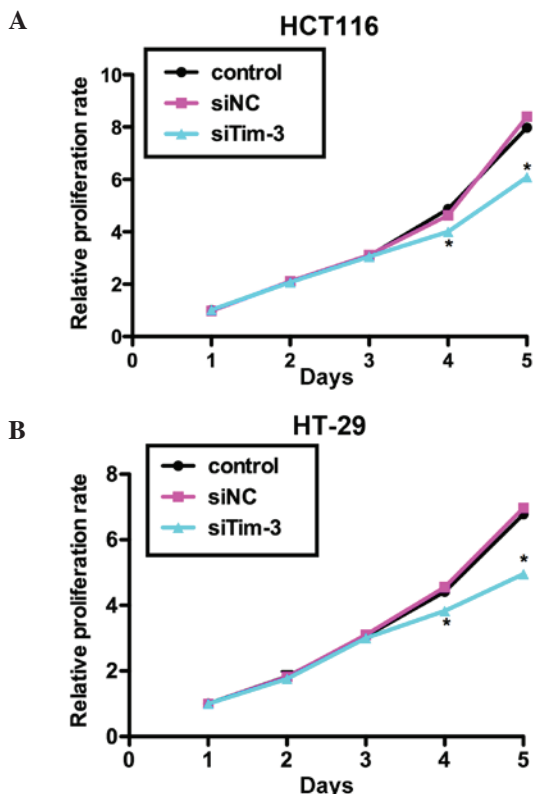 A
HCT116
control
siNC
siTim-3
Relative proliferation rate
10
8
6
4
2
0
*
*
0 1 2 3 4 5
Days
B
HT-29
control
siNC
siTim-3
Relative proliferation rate
8
6
4
2
0
*
*
0 1 2 3 4 5
Days